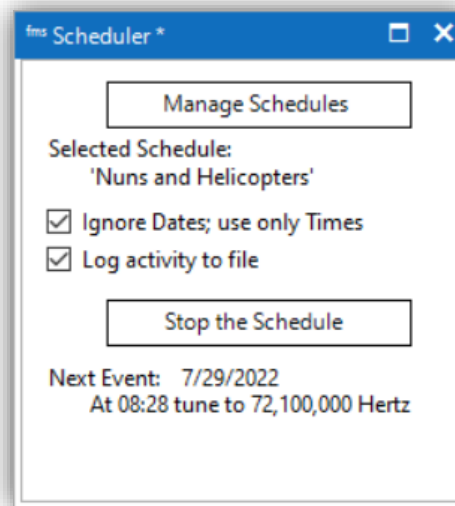 fms Scheduler *
Manage Schedules
Selected Schedule:
'Nuns and Helicopters'
Ignore Dates; use only Times
Log activity to file
Stop the Schedule
Next Event: 7/29/2022
At 08:28 tune to 72,100,000 Hertz